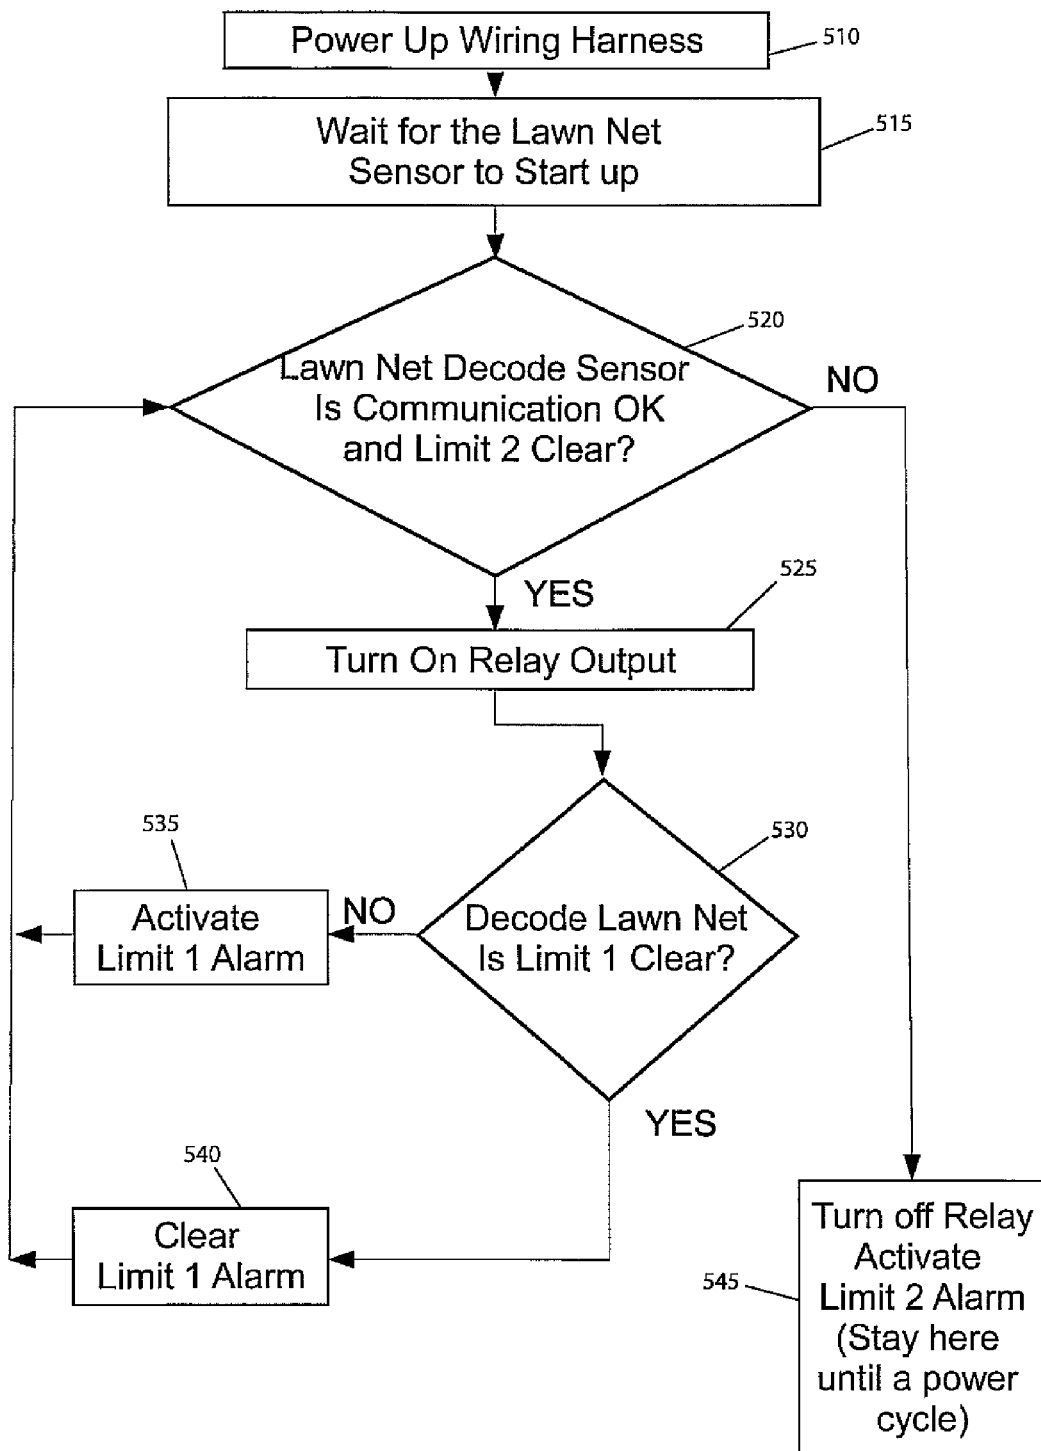 Power Up Wiring Harness
510
Wait for the Lawn Net
Sensor to Start up
515
520
Lawn Net Decode Sensor
Is Communication OK
and Limit 2 Clear?
NO
YES
525
Turn On Relay Output
535
530
Activate
Limit 1 Alarm
NO
Decode Lawn Net
Is Limit 1 Clear?
YES
540
Clear
Limit 1 Alarm
545
Turn off Relay
Activate
Limit 2 Alarm
(Stay here
until a power
cycle)